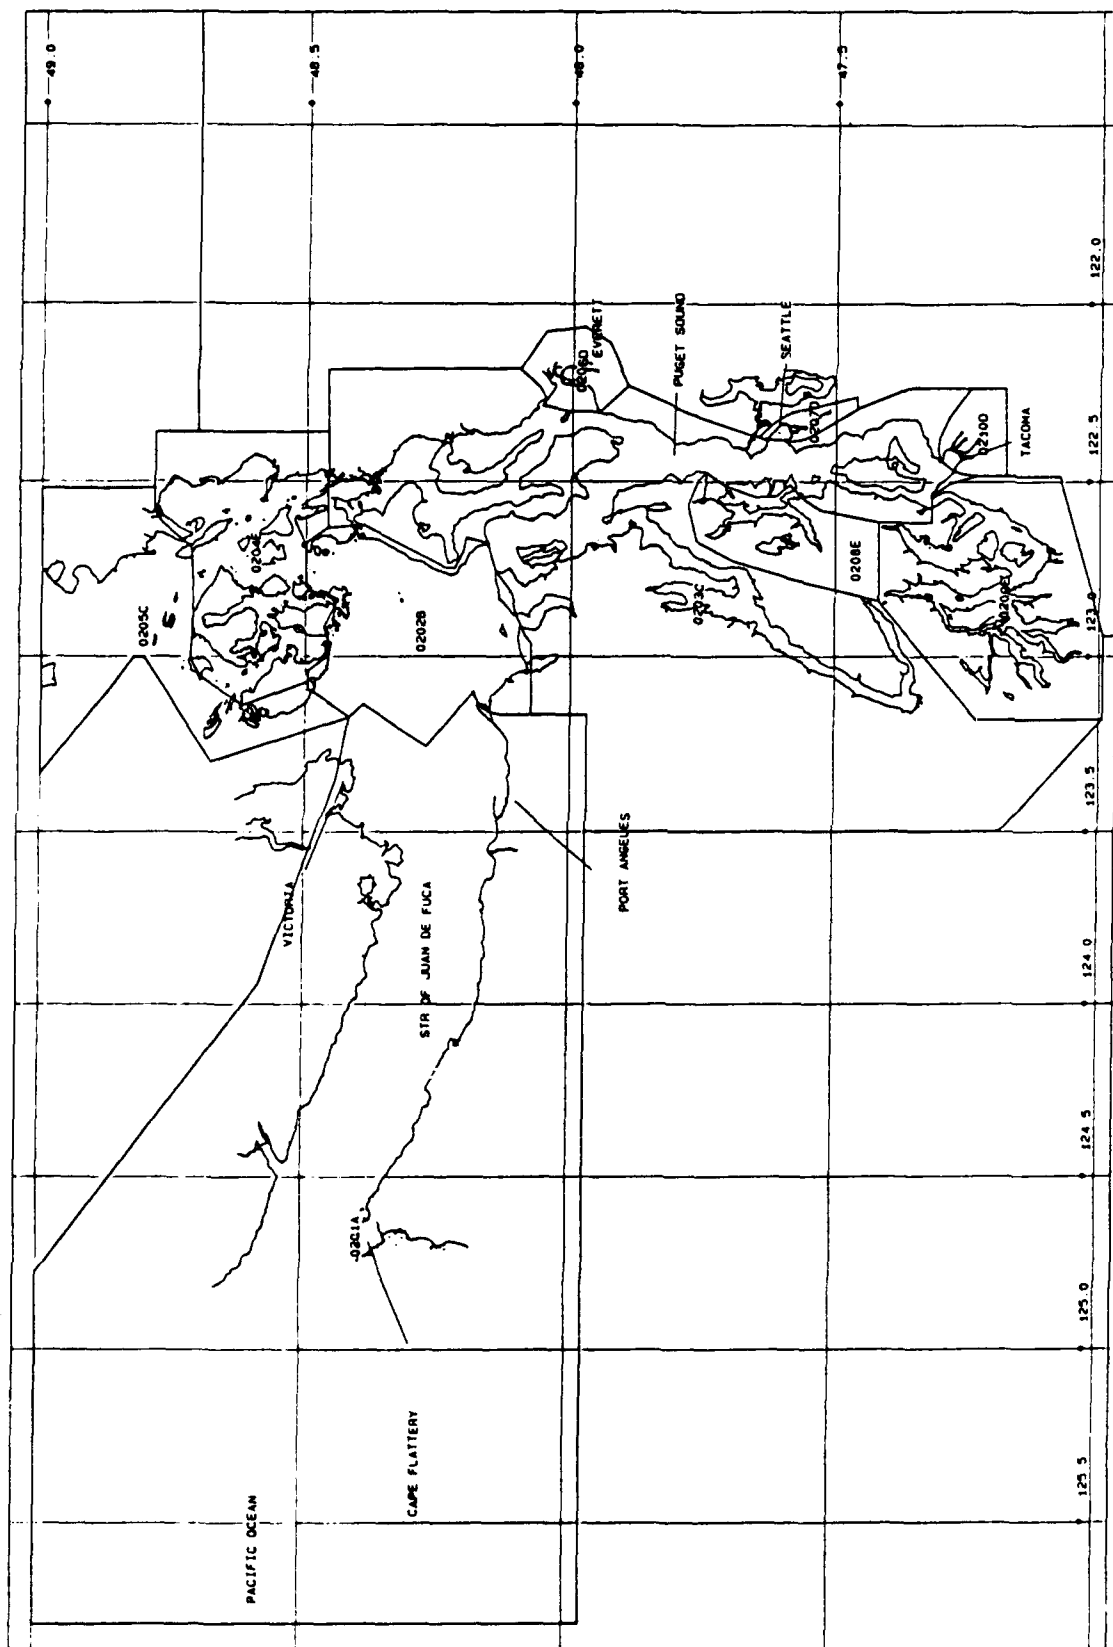 49.0
48.5
48.0
47.5
122.0
122.5
123.0
123.5
124.0
124.5
125.0
125.5
EVERETT
PUGET SOUND
SEATTLE
TACOMA
0205C
0202B
0203C
0208E
0210D
0206D
VICTORIA
STR OF JUAN DE FUCA
PORT ANGELES
0201A
CAPE FLATTERY
PACIFIC OCEAN